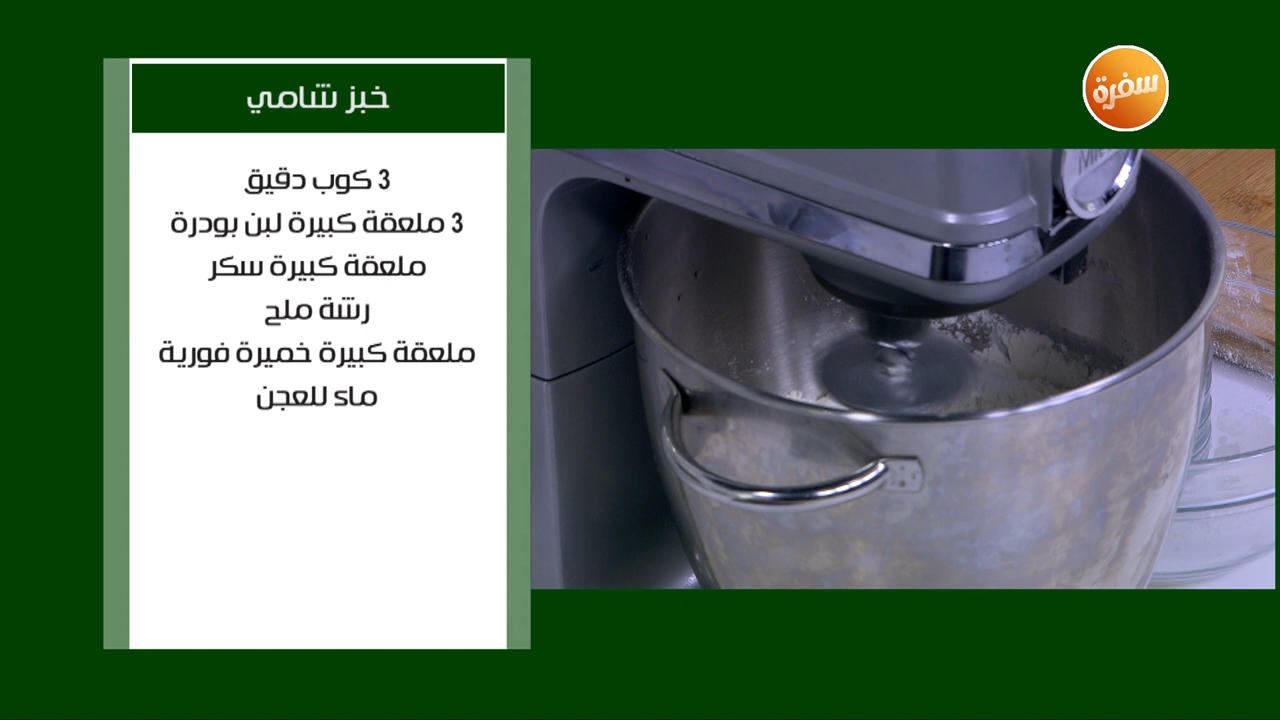 خبز شامي
3 كوب دقيق
3 ملعقة كبيرة لبن بودرة
ملعقة كبيرة سكر
رشة ملح
ملعقة كبيرة خميرة فورية
ماء للعجن
سفرة